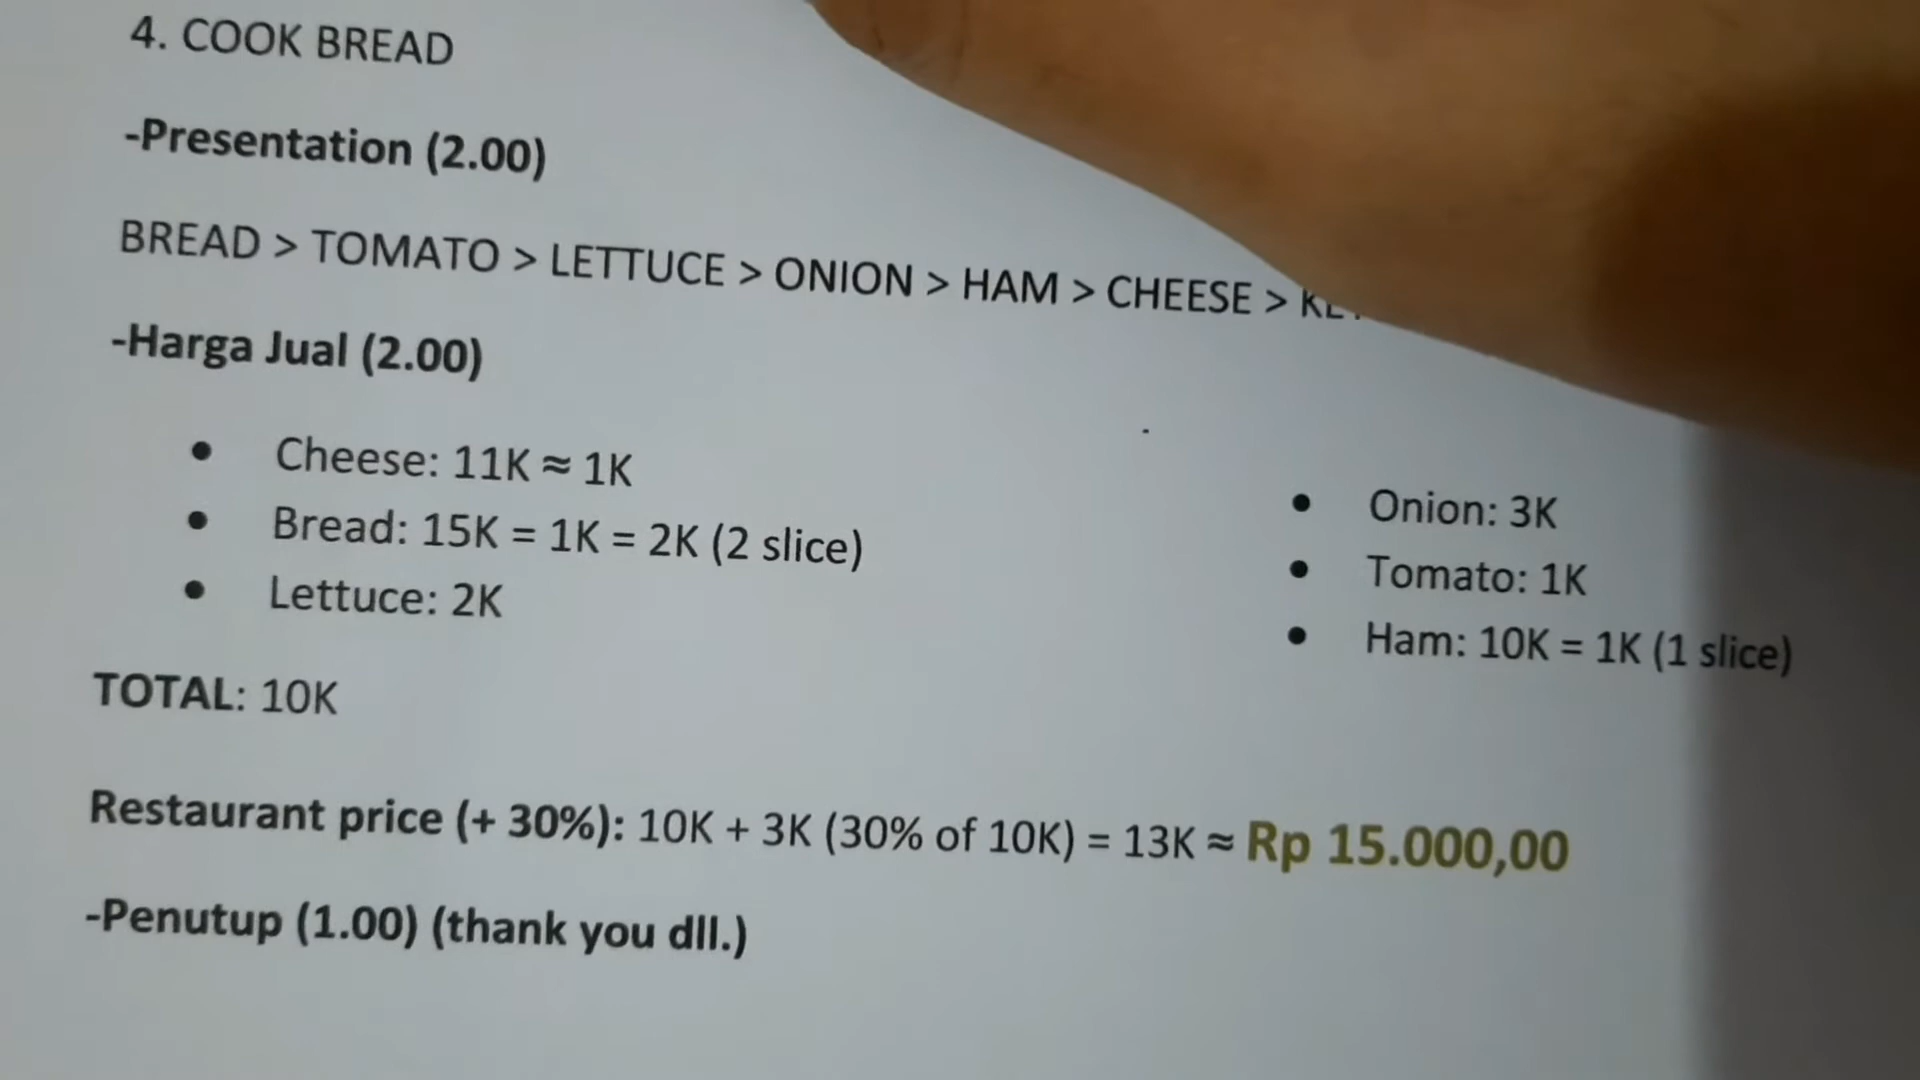 4. COOK BREAD
-Presentation (2.00)
BREAD > TOMATO > LETTUCE > ONION > HAM > CHEESE >
-Harga Jual (2.00)
• Cheese: 11K ≈ 1K
• Bread: 15K = 1K = 2K (2 slice)
• Lettuce: 2K
• Onion: 3K
• Tomato: 1K
• Ham: 10K = 1K (1 slice)
TOTAL: 10K
Restaurant price (+ 30%): 10K + 3K (30% of 10K) = 13K ≈ Rp 15.000,00
-Penutup (1.00) (thank you dll.)